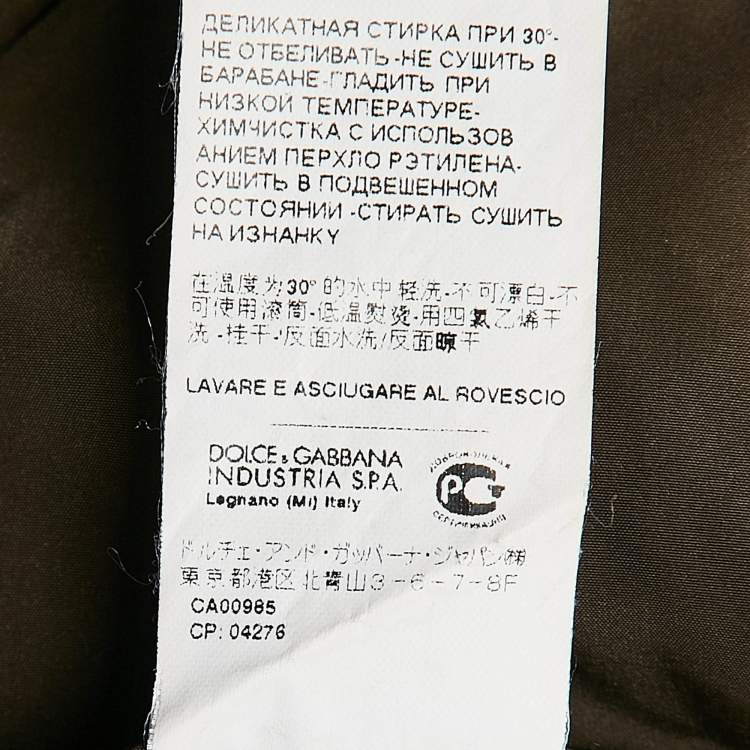 ДЕЛИКАТНАЯ СТИРКА ПРИ 30°-
НЕ ОТБЕЛИВАТЬ-НЕ СУШИТЬ В
БАРАБАНЕ-ГЛАДИТЬ ПРИ
НИЗКОЙ ТЕМПЕРАТУРЕ-
ХИМЧИСТКА С ИСПОЛЬЗОВ
АНИЕМ ПЕРХЛО РЭТИЛЕНА-
СУШИТЬ В ПОДВЕШЕННОМ
СОСТОЯНИИ -СТИРАТЬ СУШИТЬ
НА ИЗНАНКУ
在温度为30°的水中轻洗-不可漂白-不
可使用滚筒-低温熨烫-用四氯乙烯干
洗-挂干-反面水洗/反面晾干
LAVARE E ASCIUGARE AL ROVESCIO
DOLCE & GABBANA
INDUSTRIA S.P.A.
Legnano (Mi) Italy
ДОБРОВОЛЬНАЯ
РСТ
СЕРТИФИКАЦИЯ
ドルチェ・アンド・ガッバーナ・ジャパン㈱
東京都港区北青山3-6-7-8F
CA00985
CP: 04276